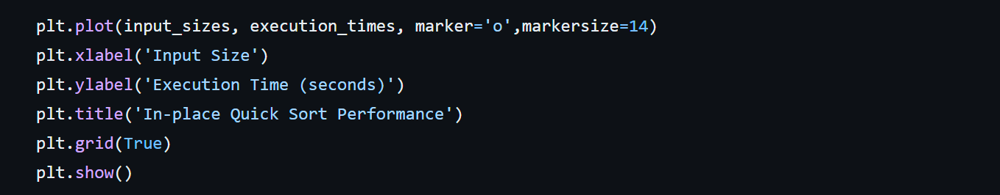 plt.plot(input_sizes, execution_times, marker='o',markersize=14)
plt.xlabel('Input Size')
plt.ylabel('Execution Time (seconds)')
plt.title('In-place Quick Sort Performance')
plt.grid(True)
plt.show()